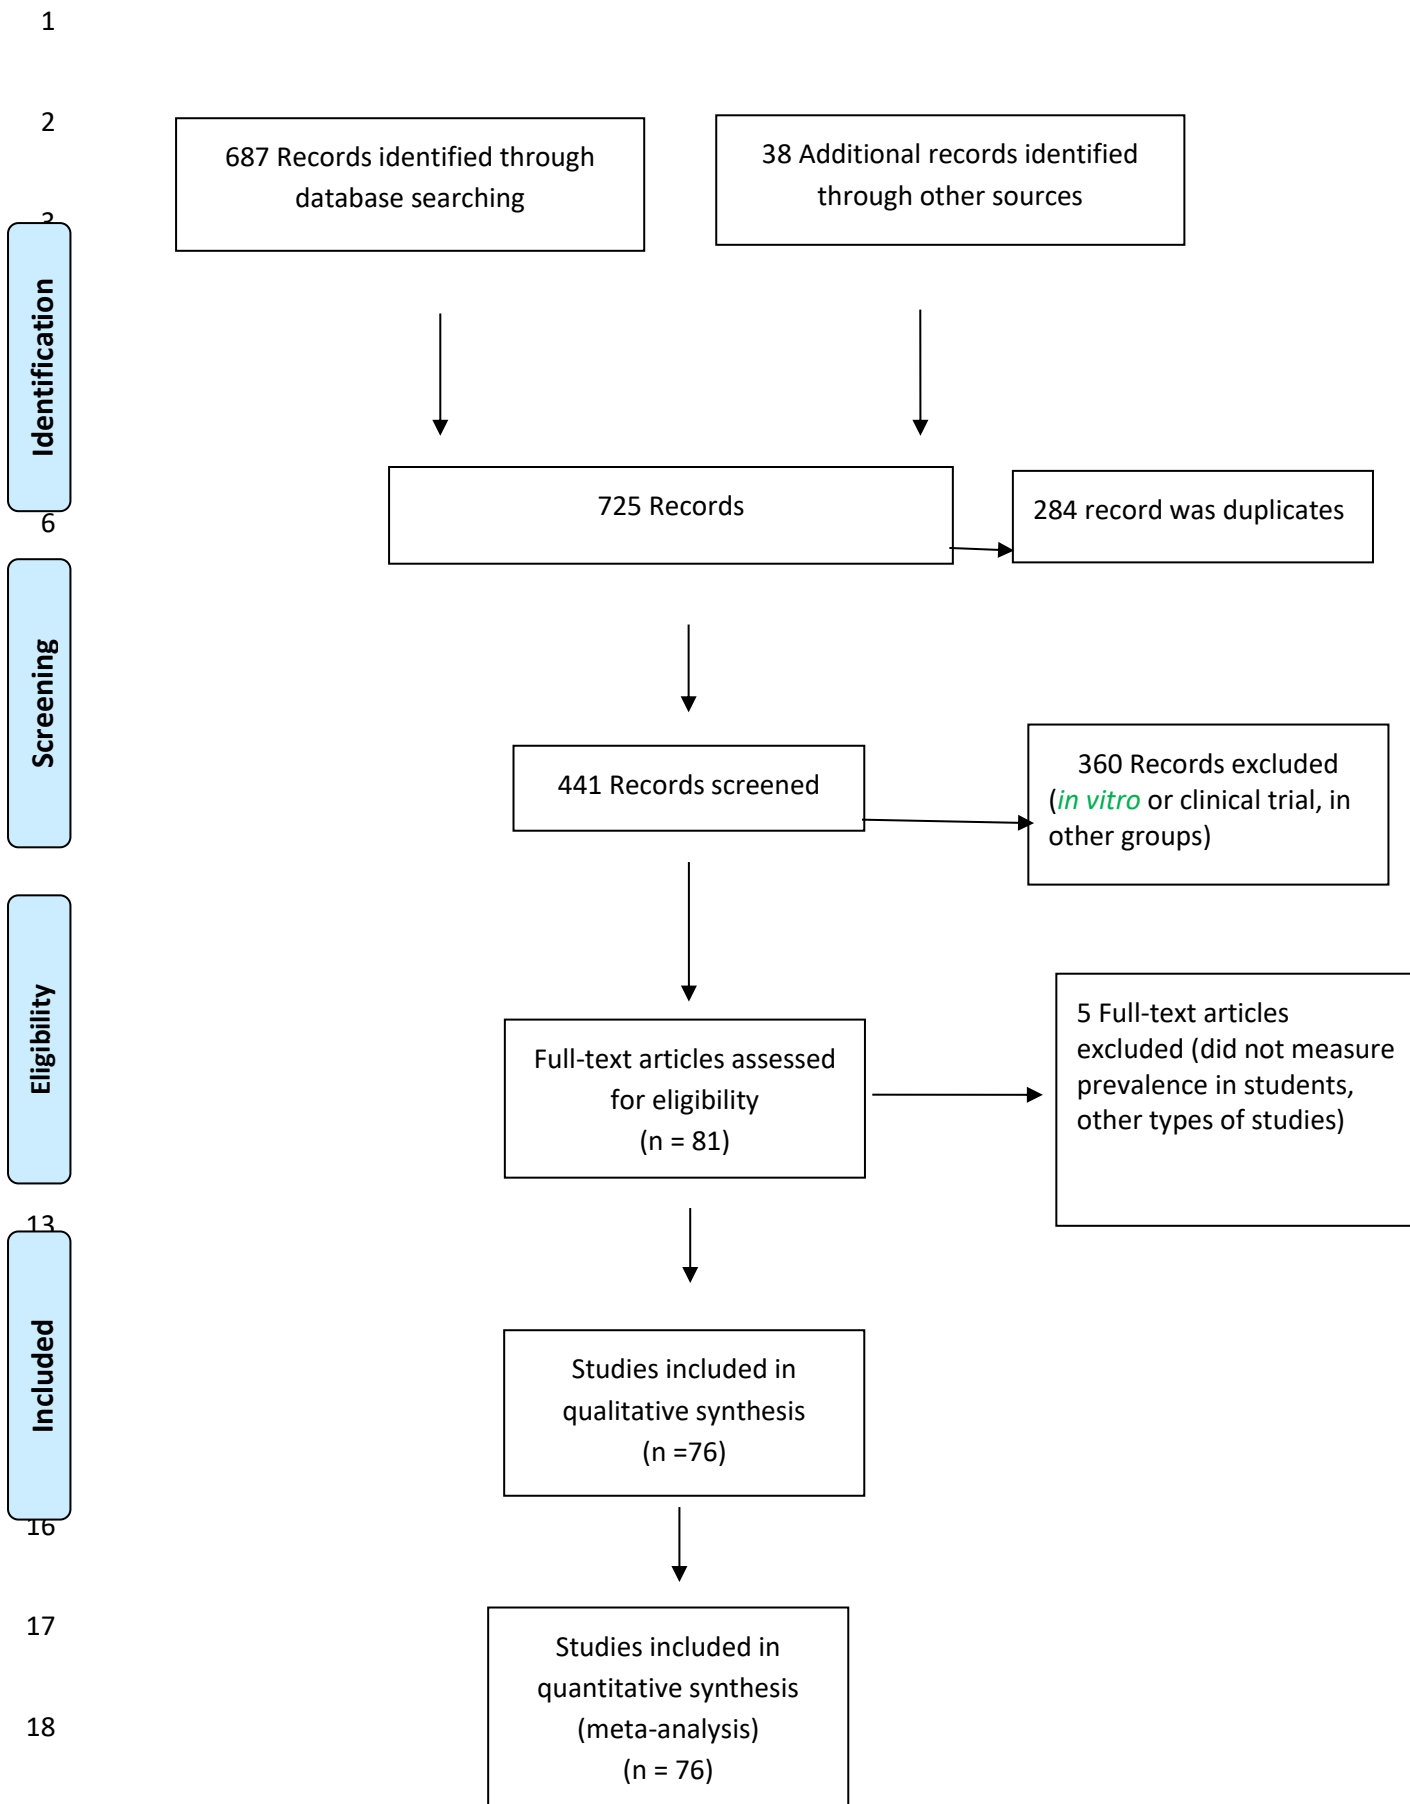 1
2
687 Records identified through
database searching
38 Additional records identified
through other sources
3
Identification
725 Records
284 record was duplicates
6
Screening
441 Records screened
360 Records excluded
(in vitro or clinical trial, in
other groups)
Eligibility
Full-text articles assessed
for eligibility
(n = 81)
5 Full-text articles
excluded (did not measure
prevalence in students,
other types of studies)
13
Included
Studies included in
qualitative synthesis
(n =76)
16
17
Studies included in
quantitative synthesis
(meta-analysis)
(n = 76)
18